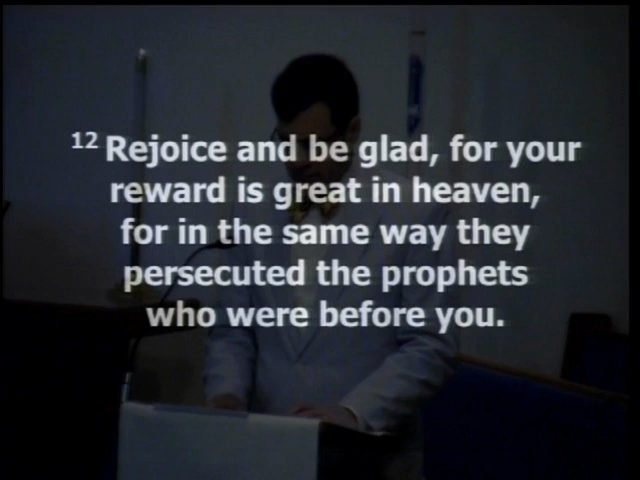 12 Rejoice and be glad, for your
reward is great in heaven,
for in the same way they
persecuted the prophets
who were before you.